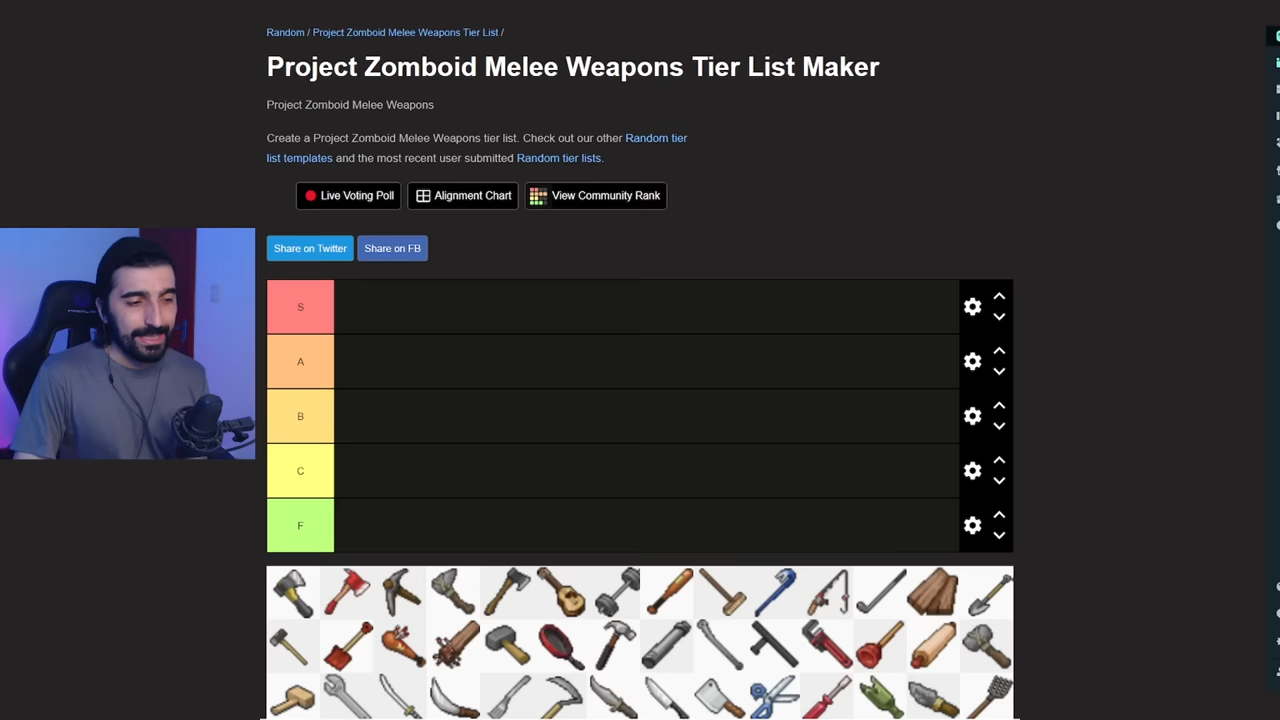 Random / Project Zomboid Melee Weapons Tier List /
Project Zomboid Melee Weapons Tier List Maker
Project Zomboid Melee Weapons
Create a Project Zomboid Melee Weapons tier list. Check out our other Random tier
list templates and the most recent user submitted Random tier lists.
Live Voting Poll
Alignment Chart
View Community Rank
Share on Twitter
Share on FB
S
A
B
C
F